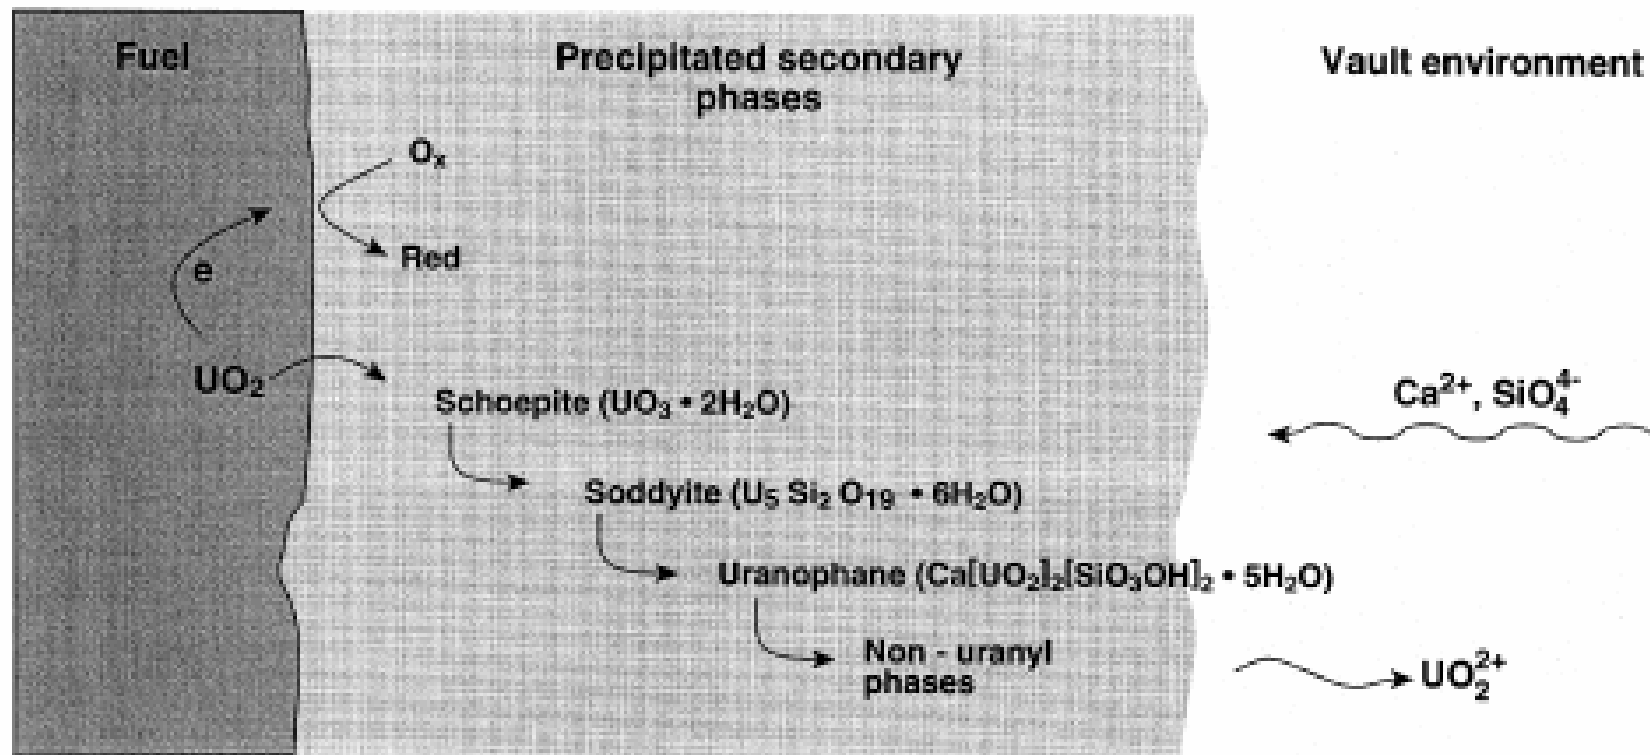 Fuel
Precipitated secondary
phases
Vault environment
Oₓ
Red
e
UO₂
Schoepite (UO₃ • 2H₂O)
Ca²⁺, SiO₄⁴⁻
Soddyite (U₅ Si₂ O₁₉ • 6H₂O)
Uranophane (Ca[UO₂]₂[SiO₃OH]₂ • 5H₂O)
Non - uranyl
phases
UO₂²⁺